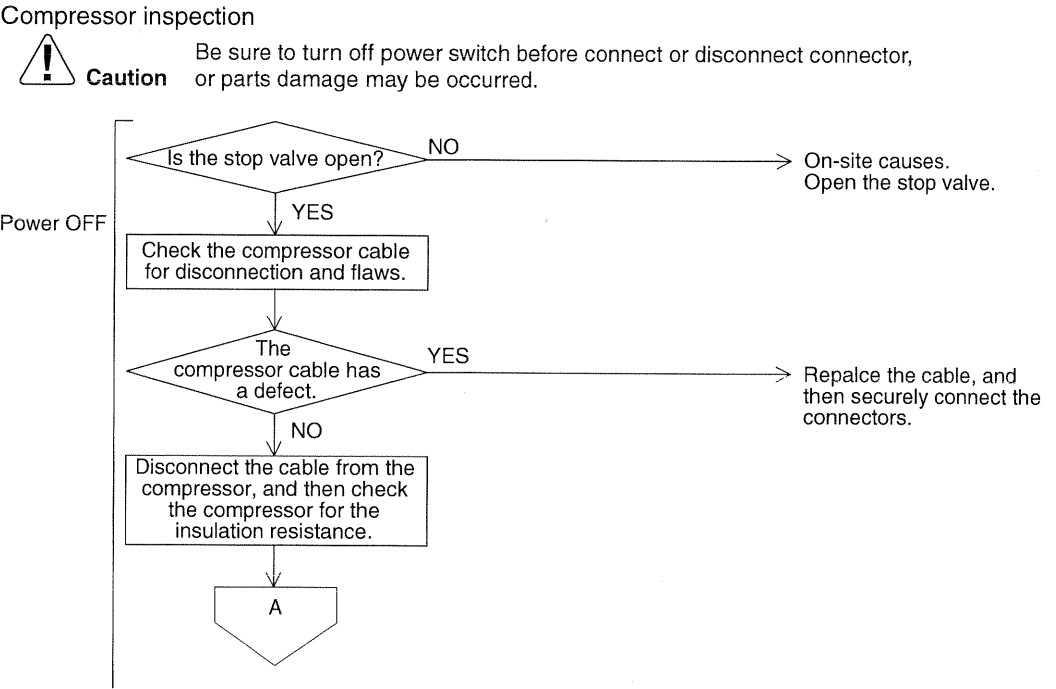 Compressor inspection
Caution
Be sure to turn off power switch before connect or disconnect connector,
or parts damage may be occurred.
Is the stop valve open?
NO
On-site causes.
Open the stop valve.
YES
Power OFF
Check the compressor cable
for disconnection and flaws.
The
compressor cable has
a defect.
YES
Repalce the cable, and
then securely connect the
connectors.
NO
Disconnect the cable from the
compressor, and then check
the compressor for the
insulation resistance.
A